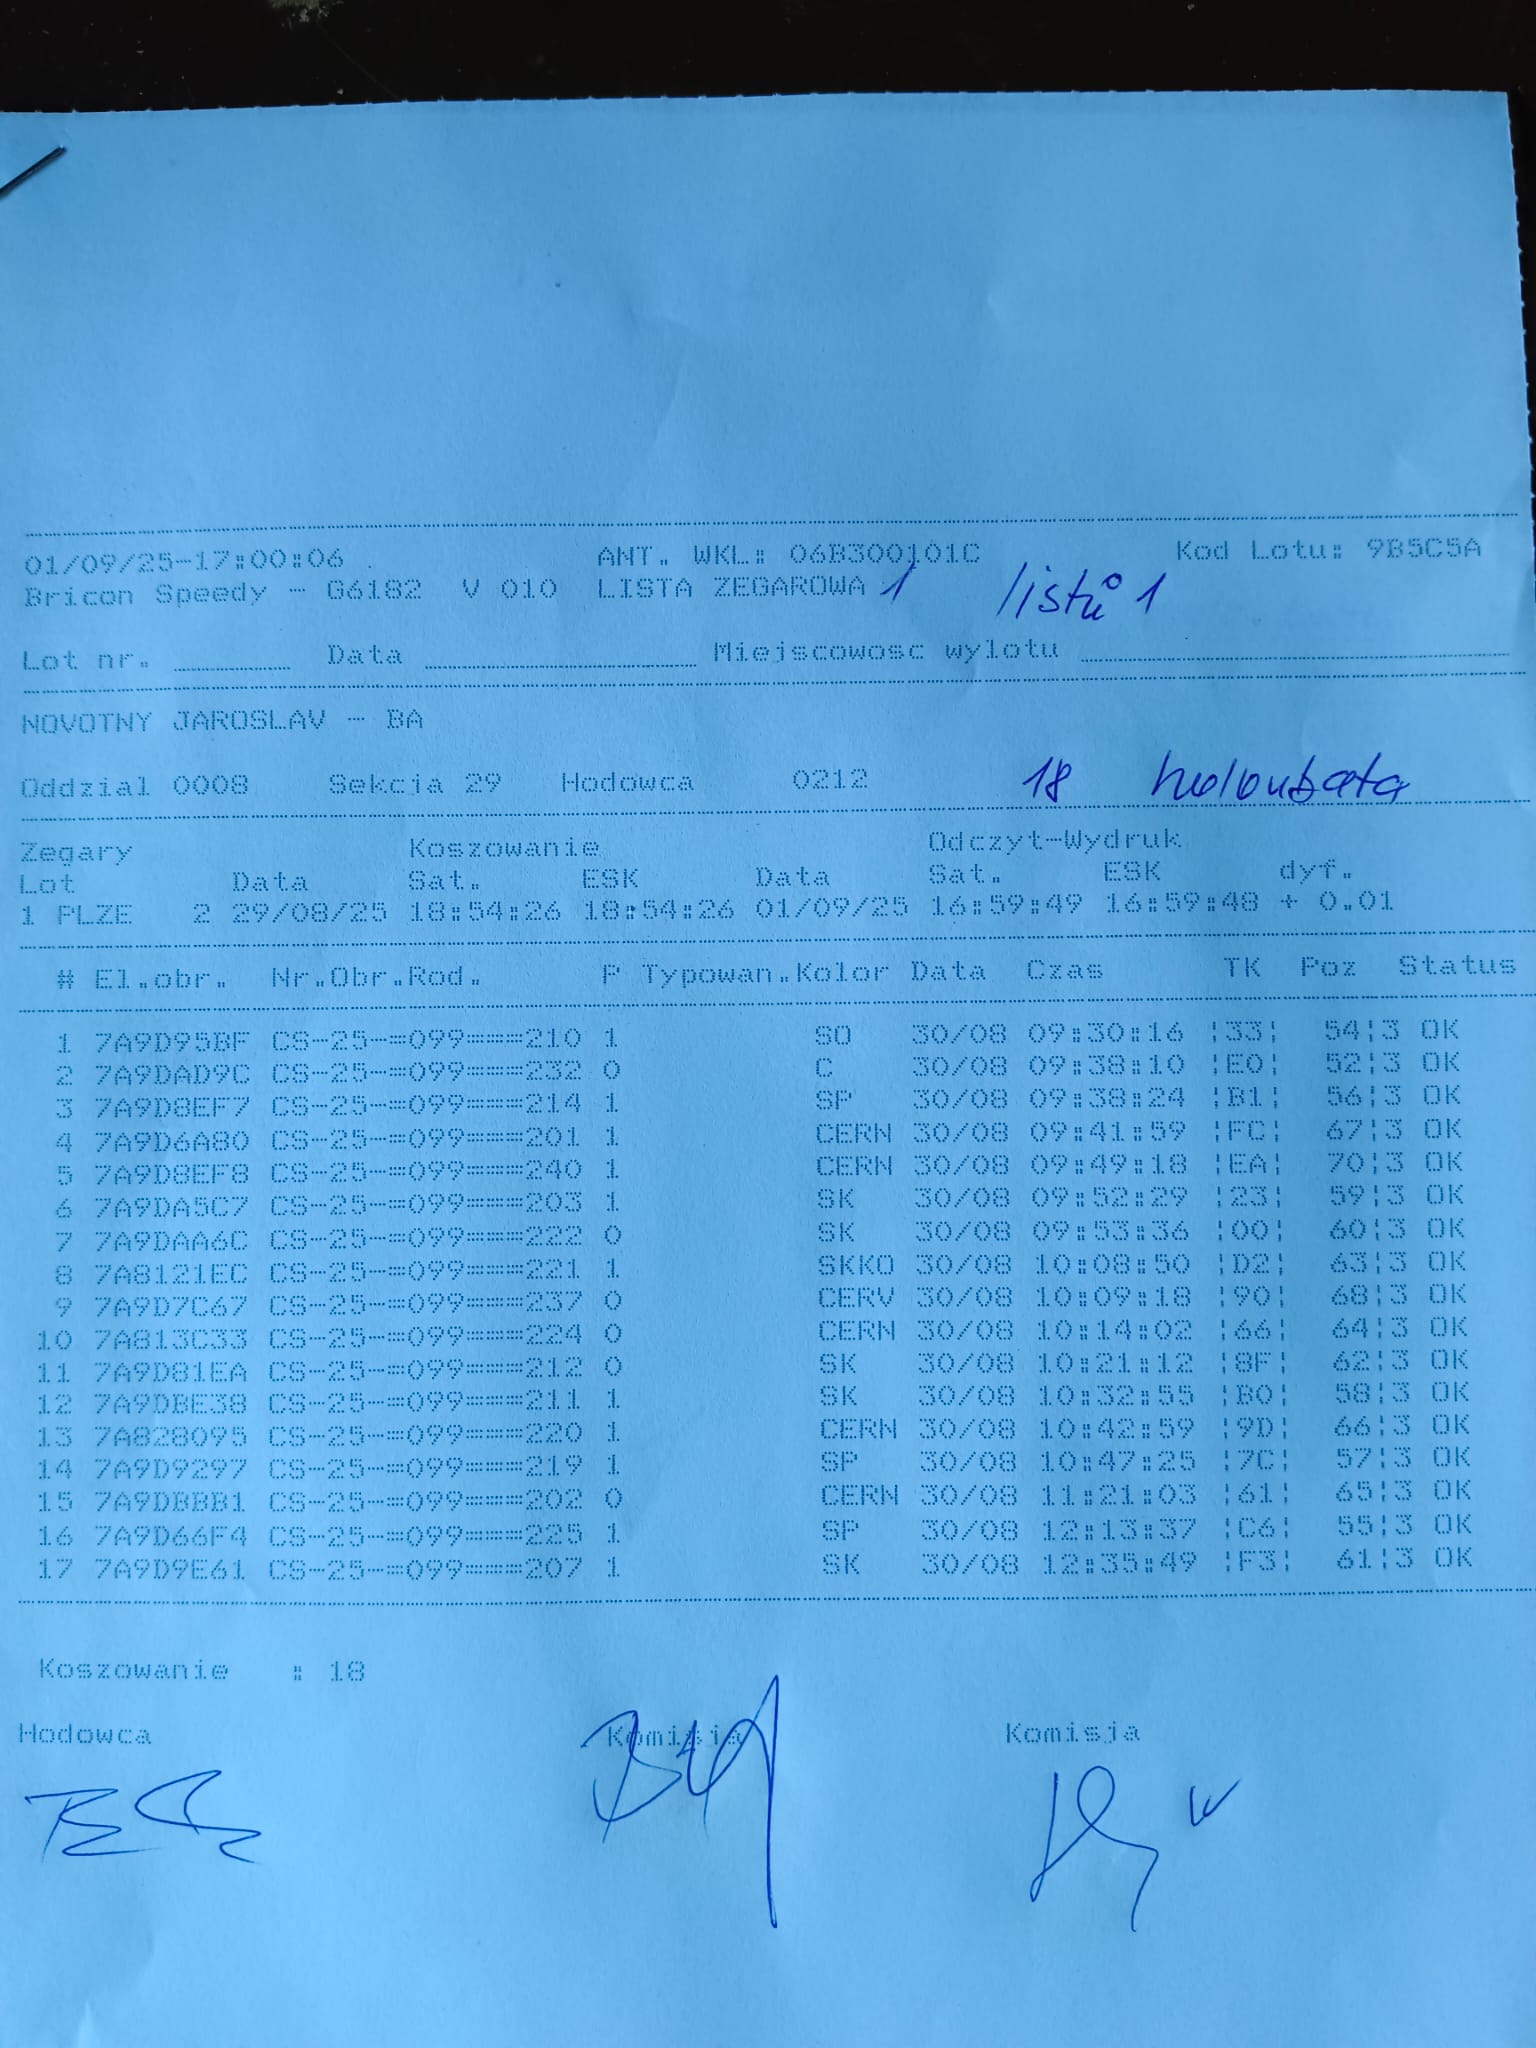 01/09/25-17:00:06 ANT. WKL: 06B300101C Kod Lotu: 9B5C5A
Bricon Speedy - G6182 V 010 LISTA ZEGAROWA 1 listů 1
Lot nr. Data Miejscowosc wylotu
NOVOTNY JAROSLAV - BA
Oddzial 0008 Sekcja 29 Hodowca 0212 18 holoubata
Zegary Koszowanie Odczyt-Wydruk
Lot Data Sat. ESK Data Sat. ESK dyf.
1 PLZE 2 29/08/25 18:54:26 18:54:26 01/09/25 16:59:49 16:59:48 + 0.01
# El.obr. Nr.Obr.Rod. P Typowan.Kolor Data Czas TK Poz Status
1 7A9D95BF CS-25-=099===210 1 SO 30/08 09:30:16 ¦33¦ 54¦3 OK
2 7A9DAD9C CS-25-=099===232 0 C 30/08 09:38:10 ¦E0¦ 52¦3 OK
3 7A9D8EF7 CS-25-=099===214 1 SP 30/08 09:38:24 ¦B1¦ 56¦3 OK
4 7A9D6A80 CS-25-=099===201 1 CERN 30/08 09:41:59 ¦FC¦ 67¦3 OK
5 7A9D8EF8 CS-25-=099===240 1 CERN 30/08 09:49:18 ¦EA¦ 70¦3 OK
6 7A9DA5C7 CS-25-=099===203 1 SK 30/08 09:52:29 ¦23¦ 59¦3 OK
7 7A9DAA6C CS-25-=099===222 0 SK 30/08 09:53:36 ¦00¦ 60¦3 OK
8 7A8121EC CS-25-=099===221 1 SKKO 30/08 10:08:50 ¦D2¦ 63¦3 OK
9 7A9D7C67 CS-25-=099===237 0 CERV 30/08 10:09:18 ¦90¦ 68¦3 OK
10 7A813C33 CS-25-=099===224 0 CERN 30/08 10:14:02 ¦66¦ 64¦3 OK
11 7A9D81EA CS-25-=099===212 0 SK 30/08 10:21:12 ¦8F¦ 62¦3 OK
12 7A9DBE38 CS-25-=099===211 1 SK 30/08 10:32:55 ¦B0¦ 58¦3 OK
13 7A828095 CS-25-=099===220 1 CERN 30/08 10:42:59 ¦9D¦ 66¦3 OK
14 7A9D9297 CS-25-=099===219 1 SP 30/08 10:47:25 ¦7C¦ 57¦3 OK
15 7A9DBBB1 CS-25-=099===202 0 CERN 30/08 11:21:03 ¦61¦ 65¦3 OK
16 7A9D66F4 CS-25-=099===225 1 SP 30/08 12:13:37 ¦C6¦ 55¦3 OK
17 7A9D9E61 CS-25-=099===207 1 SK 30/08 12:35:49 ¦F3¦ 61¦3 OK
Koszowanie : 18
Hodowca Komisja Komisja